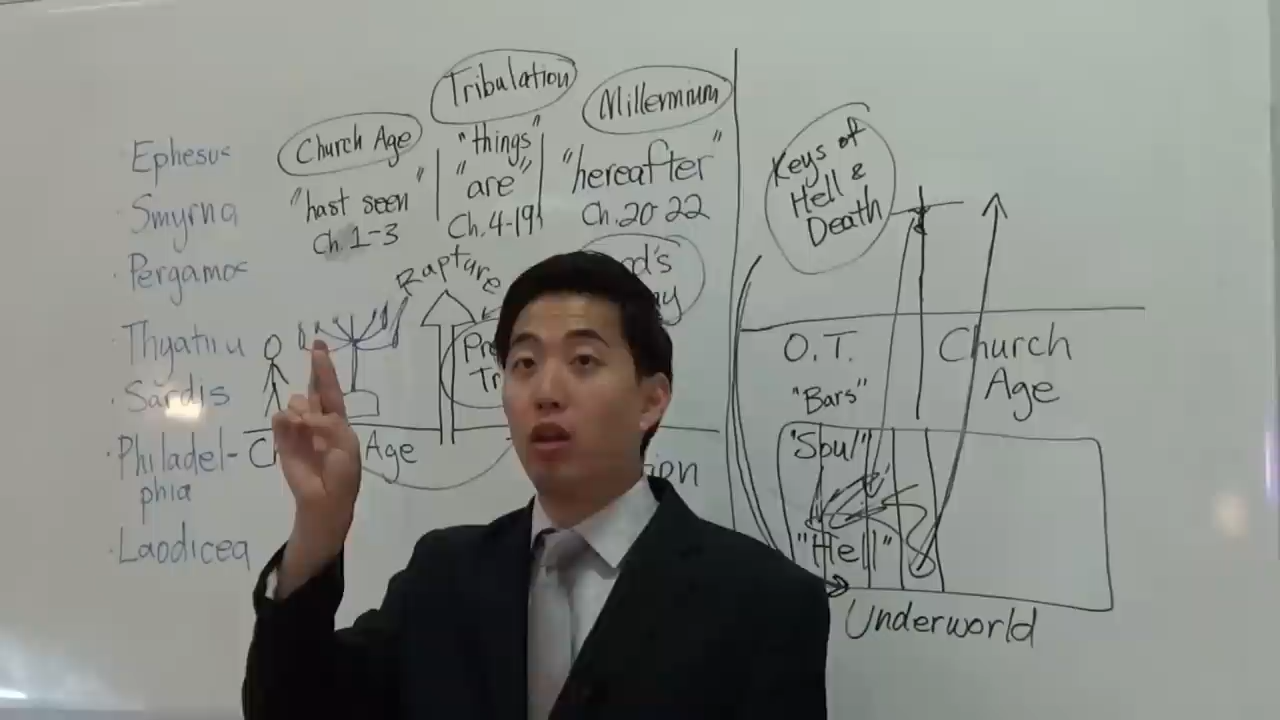 Ephesus
Smyrna
Pergamos
Thyatira
Sardis
Philadel-
phia
Laodicea
Church Age
"hast seen"
Ch. 1-3
Tribulation
"things"
"are"
Ch. 4-19
Millennium
"hereafter"
Ch. 20-22
Rapture
Age
Keys of
Hell &
Death
O.T.
"Bars"
Church
Age
"Soul"
"Hell"
Underworld